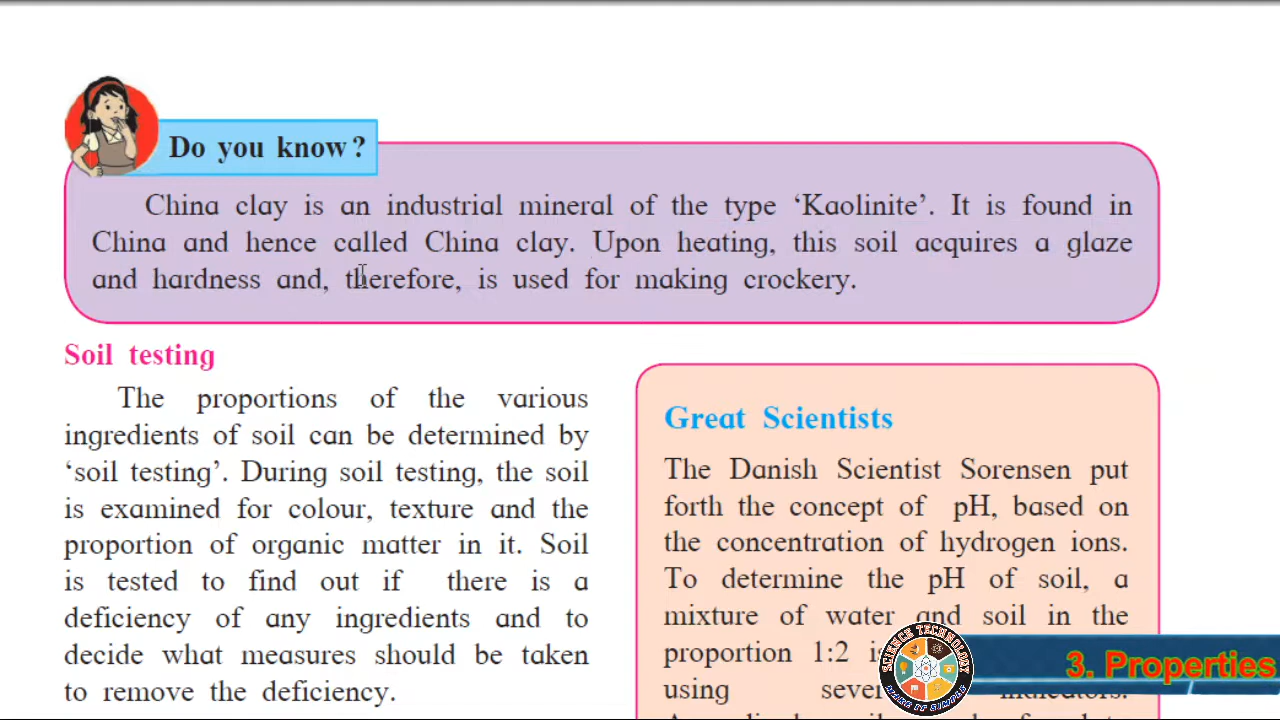 Do you know?
China clay is an industrial mineral of the type ‘Kaolinite’. It is found in
China and hence called China clay. Upon heating, this soil acquires a glaze
and hardness and, therefore, is used for making crockery.
Soil testing
The proportions of the various
ingredients of soil can be determined by
‘soil testing’. During soil testing, the soil
is examined for colour, texture and the
proportion of organic matter in it. Soil
is tested to find out if there is a
deficiency of any ingredients and to
decide what measures should be taken
to remove the deficiency.
Great Scientists
The Danish Scientist Sorensen put
forth the concept of pH, based on
the concentration of hydrogen ions.
To determine the pH of soil, a
mixture of water and soil in the
proportion 1:2
using
SCIENCE TECHNOLOGY
MAKE IT SIMPLE
3. Properties